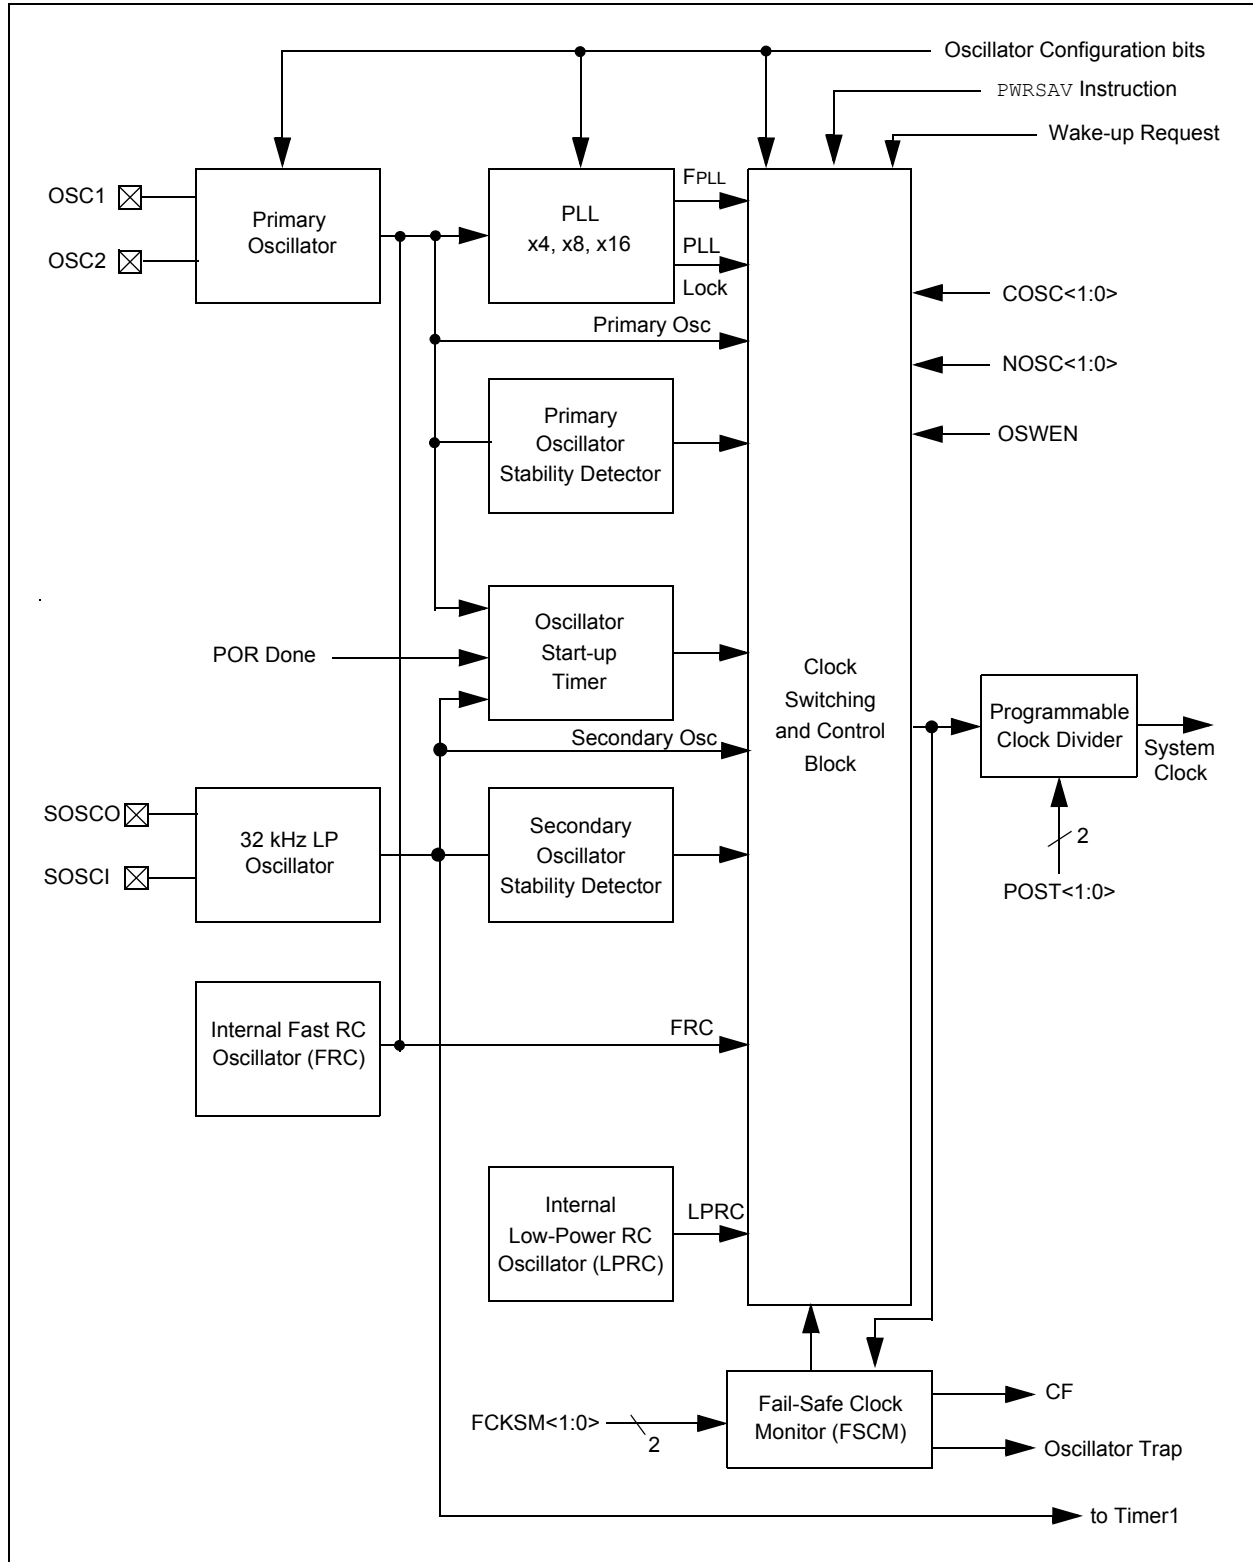 Oscillator Configuration bits
PWRSAV Instruction
Wake-up Request
OSC1
OSC2
Primary
Oscillator
PLL
x4, x8, x16
FPLL
PLL
Lock
COSC<1:0>
NOSC<1:0>
OSWEN
Primary Osc
Primary
Oscillator
Stability Detector
POR Done
Oscillator
Start-up
Timer
Clock
Switching
and Control
Block
Programmable
Clock Divider
System
Clock
2
POST<1:0>
Secondary Osc
SOSCO
SOSCI
32 kHz LP
Oscillator
Secondary
Oscillator
Stability Detector
Internal Fast RC
Oscillator (FRC)
FRC
Internal
Low-Power RC
Oscillator (LPRC)
LPRC
FCKSM<1:0>
2
Fail-Safe Clock
Monitor (FSCM)
CF
Oscillator Trap
to Timer1